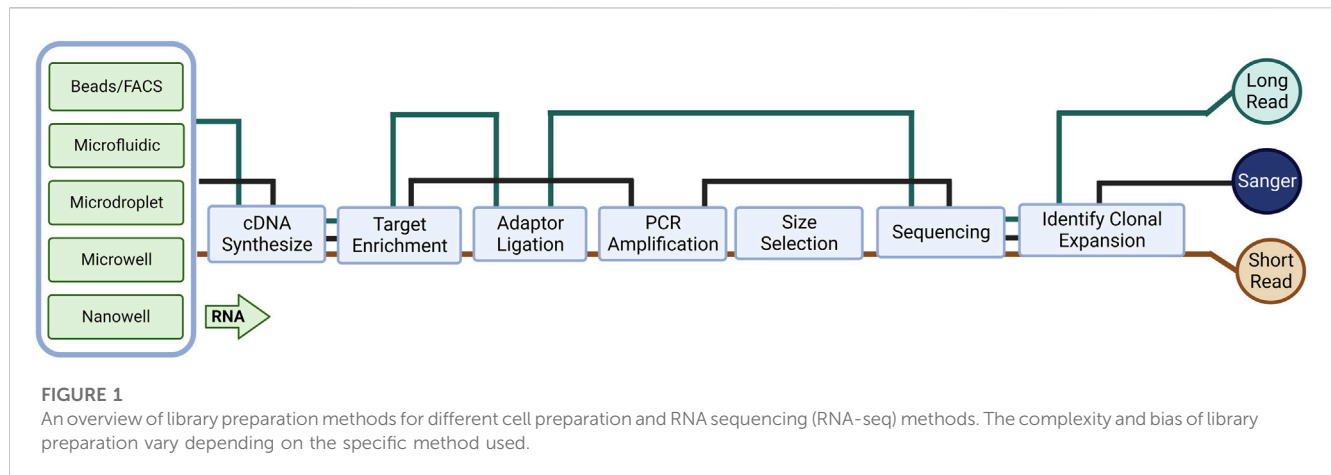 Beads/FACS
Microfluidic
Microdroplet
Microwell
Nanowell
RNA
cDNA
Synthesize
Target
Enrichment
Adaptor
Ligation
PCR
Amplification
Size
Selection
Sequencing
Identify Clonal
Expansion
Long
Read
Sanger
Short
Read
FIGURE 1
An overview of library preparation methods for different cell preparation and RNA sequencing (RNA-seq) methods. The complexity and bias of library
preparation vary depending on the specific method used.